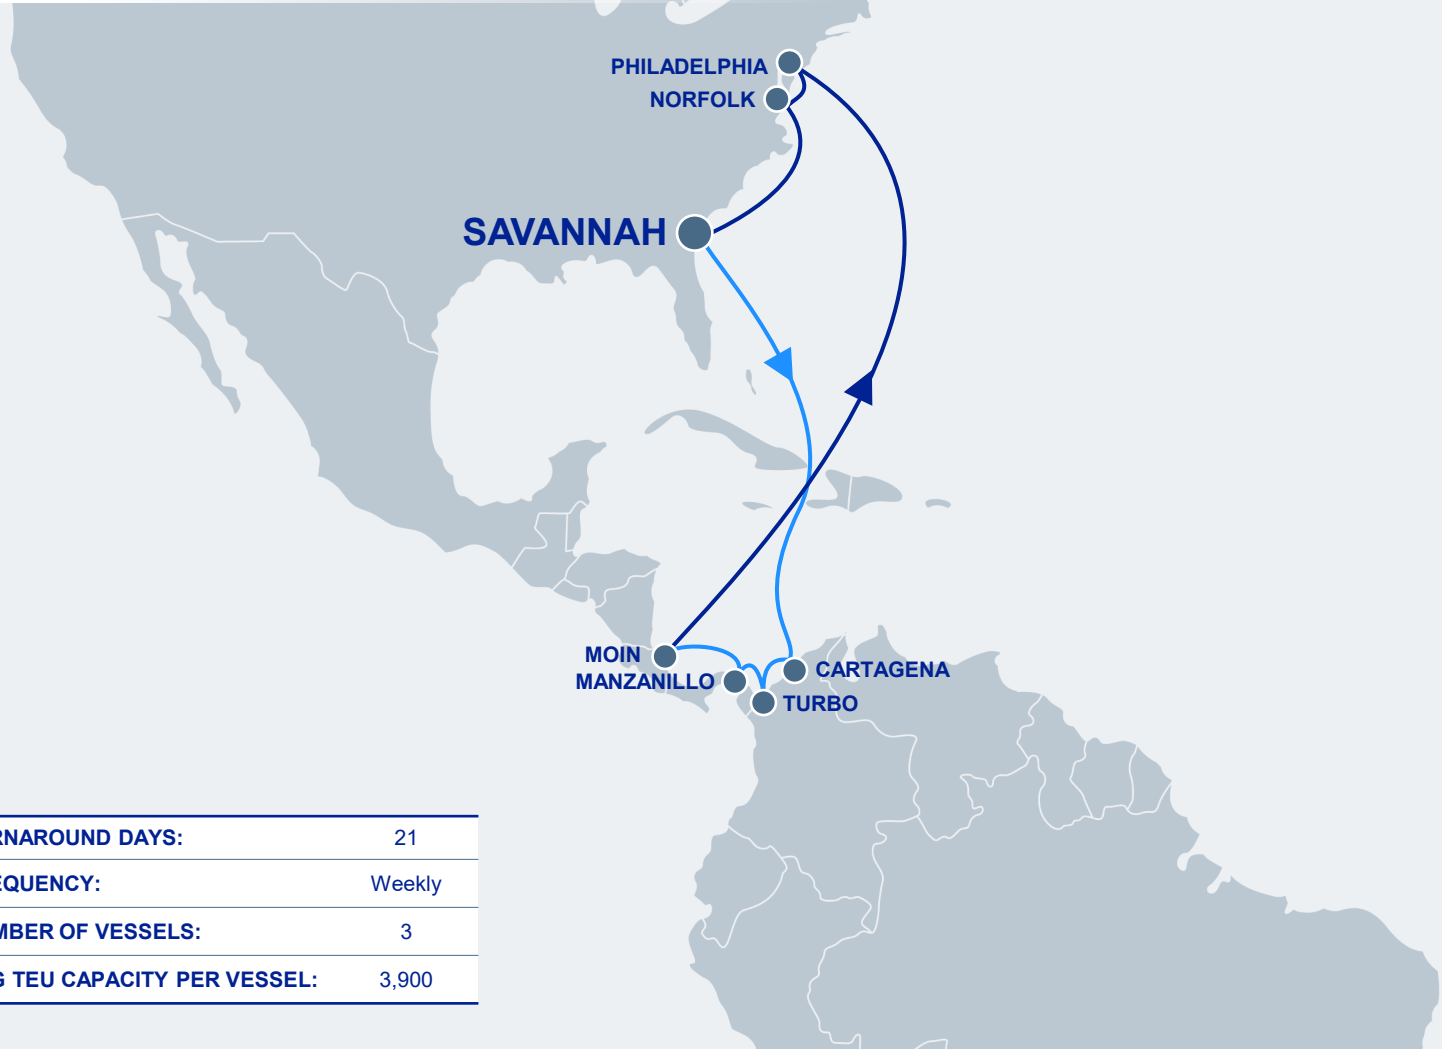 PHILADELPHIA
NORFOLK
SAVANNAH
MOIN
MANZANILLO
CARTAGENA
TURBO
RNAROUND DAYS: 21
EQUENCY: Weekly
MBER OF VESSELS: 3
G TEU CAPACITY PER VESSEL: 3,900